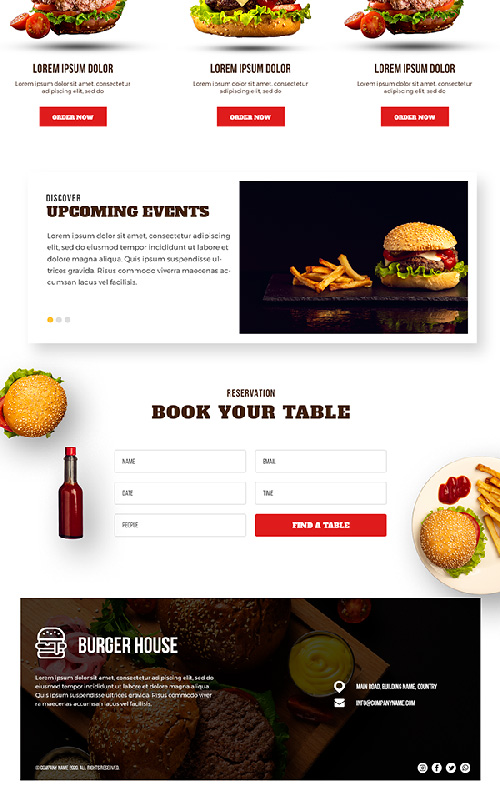 LOREM IPSUM DOLOR
Lorem ipsum dolor sit amet, consectetur
adipiscing elit, sed do
ORDER NOW
LOREM IPSUM DOLOR
Lorem ipsum dolor sit amet, consectetur
adipiscing elit, sed do
ORDER NOW
LOREM IPSUM DOLOR
Lorem ipsum dolor sit amet, consectetur
adipiscing elit, sed do
ORDER NOW
DISCOVER
UPCOMING EVENTS
Lorem ipsum dolor sit amet, consectetur adipiscing
elit, sed do eiusmod tempor incididunt ut labore et
dolore magna aliqua. Quis ipsum suspendisse ul-
trices gravida. Risus commodo viverra maecenas ac-
cumsan lacus vel facilisis.
RESERVATION
BOOK YOUR TABLE
NAME
EMAIL
DATE
TIME
PEOPLE
FIND A TABLE
BURGER HOUSE
Lorem ipsum dolor sit amet, consectetur adipiscing elit, sed do
eiusmod tempor incididunt ut labore et dolore magna aliqua. Quis
ipsum suspendisse ultrices gravida. Risus commodo viverra
maecenas accumsan lacus vel facilisis.
MAIN ROAD, BUILDING NAME, COUNTRY
INFO@COMPANYNAME.COM
© COMPANY NAME 2020. ALL RIGHTS RESERVED.